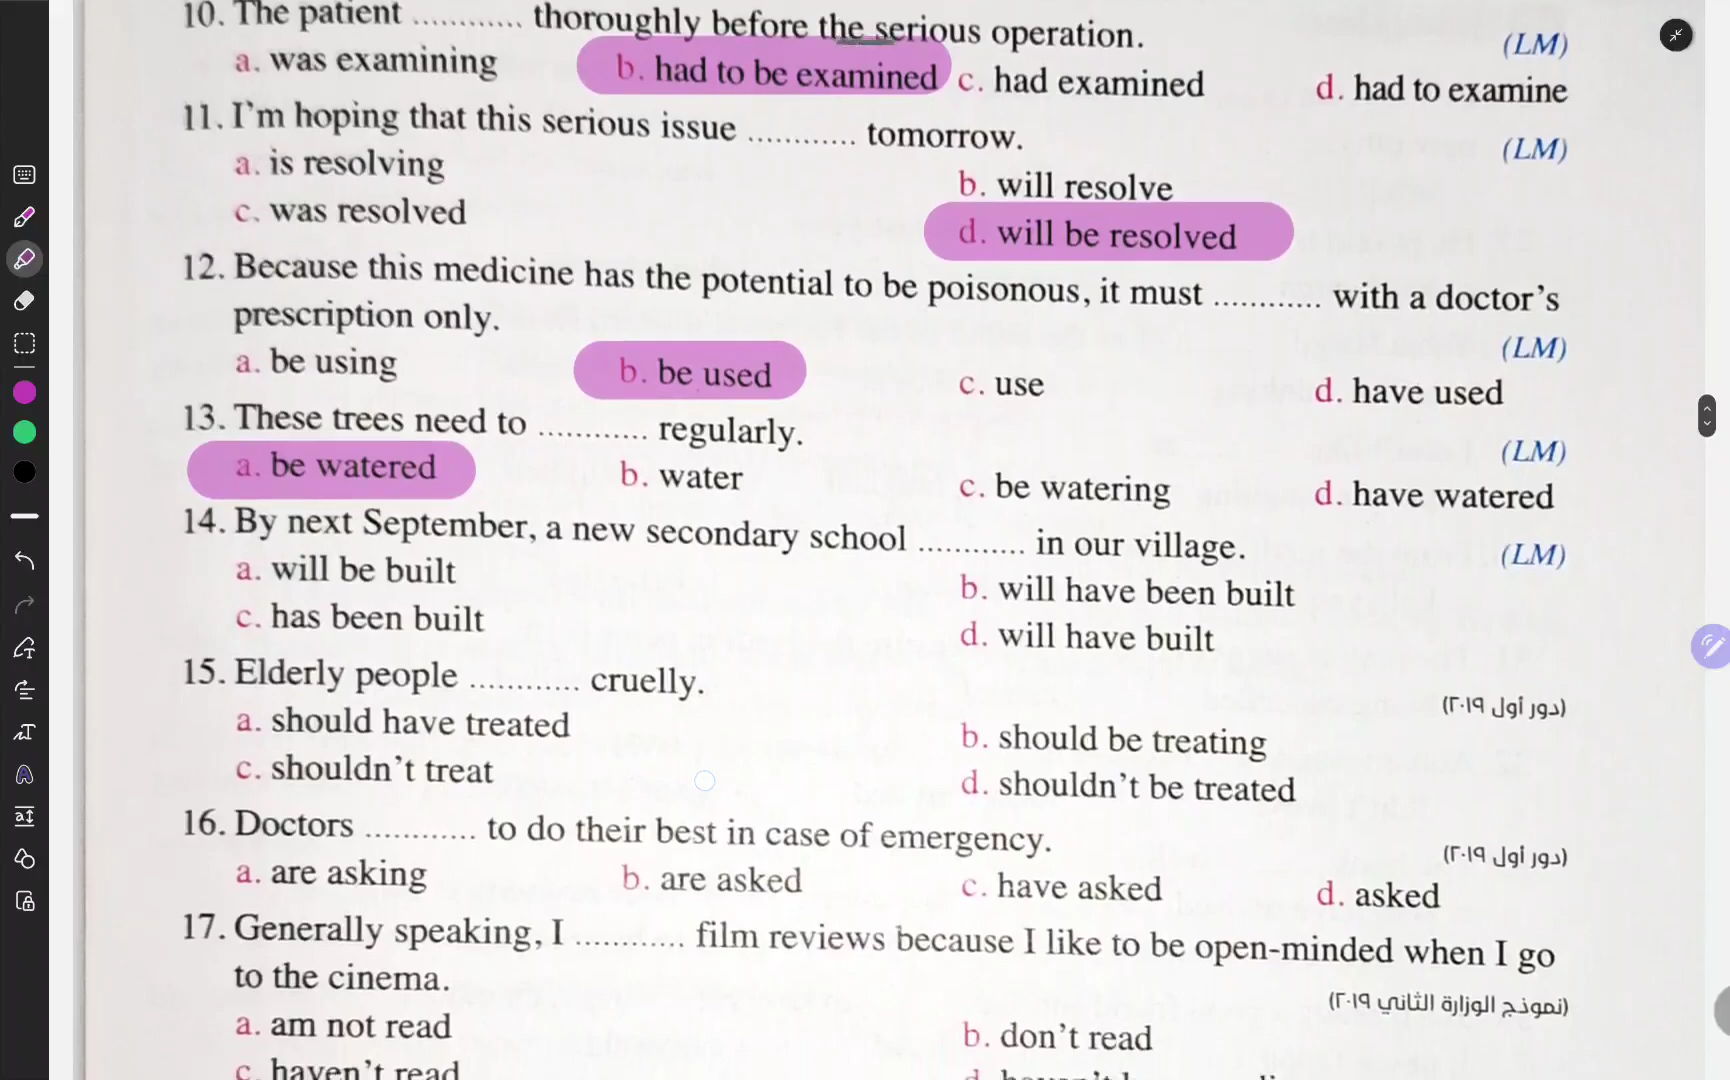 10. The patient ............ thoroughly before the serious operation. (LM)
a. was examining b. had to be examined c. had examined d. had to examine
11. I'm hoping that this serious issue ............ tomorrow. (LM)
a. is resolving b. will resolve
c. was resolved d. will be resolved
12. Because this medicine has the potential to be poisonous, it must ............ with a doctor's
prescription only. (LM)
a. be using b. be used c. use d. have used
13. These trees need to ............ regularly. (LM)
a. be watered b. water c. be watering d. have watered
14. By next September, a new secondary school ............ in our village. (LM)
a. will be built b. will have been built
c. has been built d. will have built
15. Elderly people ............ cruelly. (دور أول ٢٠١٩)
a. should have treated b. should be treating
c. shouldn't treat d. shouldn't be treated
16. Doctors ............ to do their best in case of emergency. (دور أول ٢٠١٩)
a. are asking b. are asked c. have asked d. asked
17. Generally speaking, I ............ film reviews because I like to be open-minded when I go
to the cinema. (نموذج الوزارة الثاني ٢٠١٩)
a. am not read b. don't read
c. haven't read d.